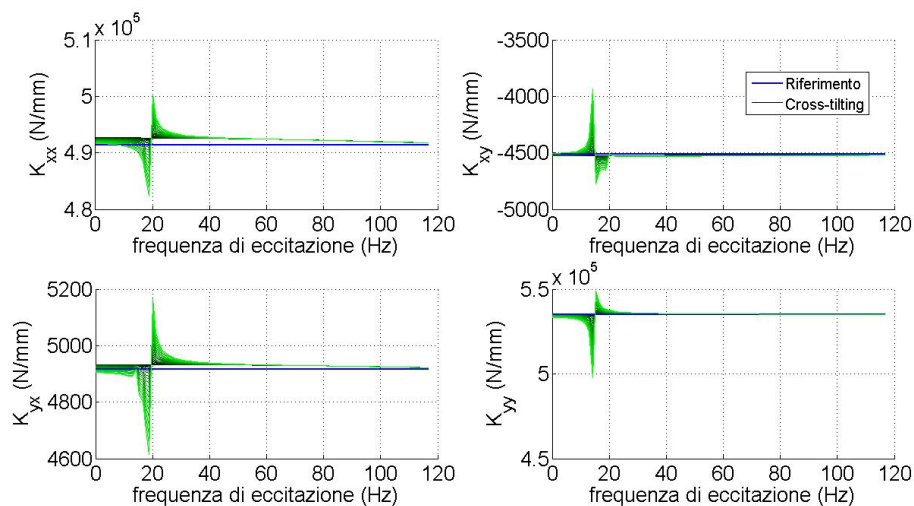 x 10^5
5.1
5
4.9
4.8
K_xx (N/mm)
0 20 40 60 80 100 120
frequenza di eccitazione (Hz)
-3500
-4000
-4500
-5000
K_xy (N/mm)
Riferimento
Cross-tilting
0 20 40 60 80 100 120
frequenza di eccitazione (Hz)
5200
5000
4800
4600
K_yx (N/mm)
0 20 40 60 80 100 120
frequenza di eccitazione (Hz)
x 10^5
5.5
5
4.5
K_yy (N/mm)
0 20 40 60 80 100 120
frequenza di eccitazione (Hz)